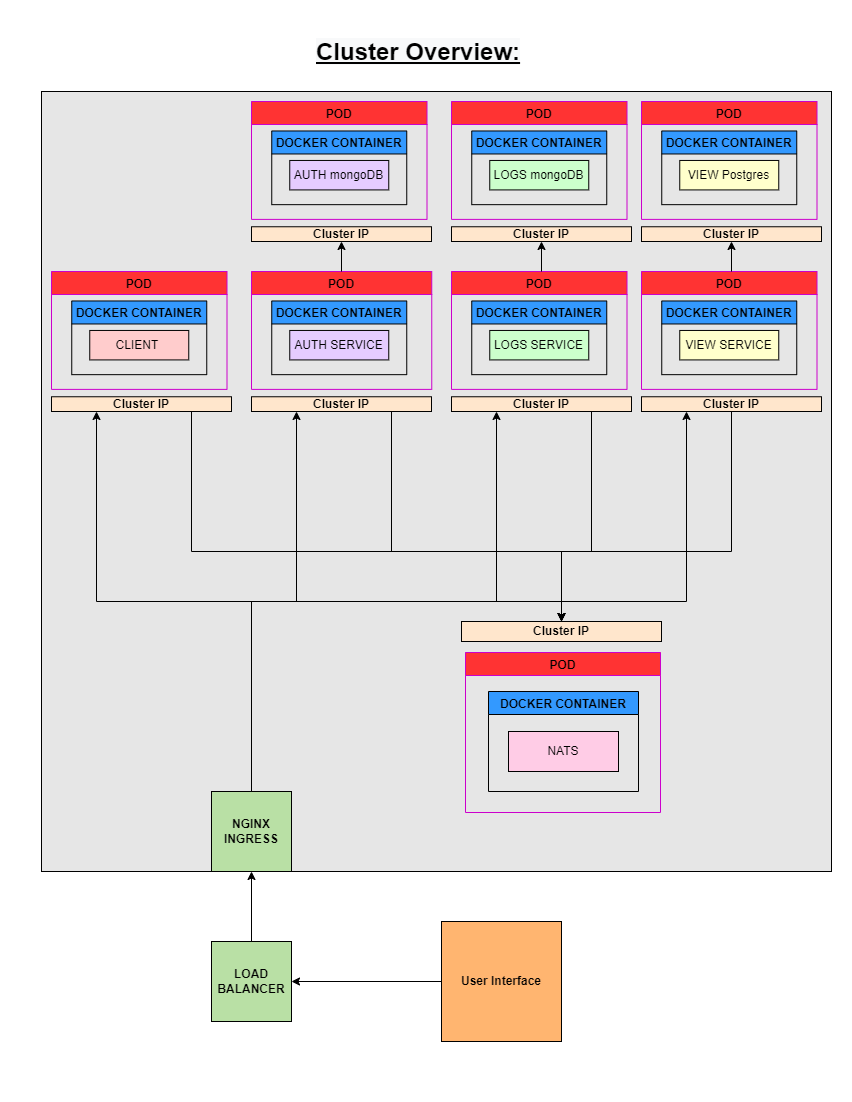 Cluster Overview:
POD
POD
POD
DOCKER CONTAINER
DOCKER CONTAINER
DOCKER CONTAINER
AUTH mongoDB
LOGS mongoDB
VIEW Postgres
Cluster IP
Cluster IP
Cluster IP
POD
POD
POD
POD
DOCKER CONTAINER
DOCKER CONTAINER
DOCKER CONTAINER
DOCKER CONTAINER
CLIENT
AUTH SERVICE
LOGS SERVICE
VIEW SERVICE
Cluster IP
Cluster IP
Cluster IP
Cluster IP
Cluster IP
POD
DOCKER CONTAINER
NATS
NGINX
INGRESS
LOAD
BALANCER
User Interface